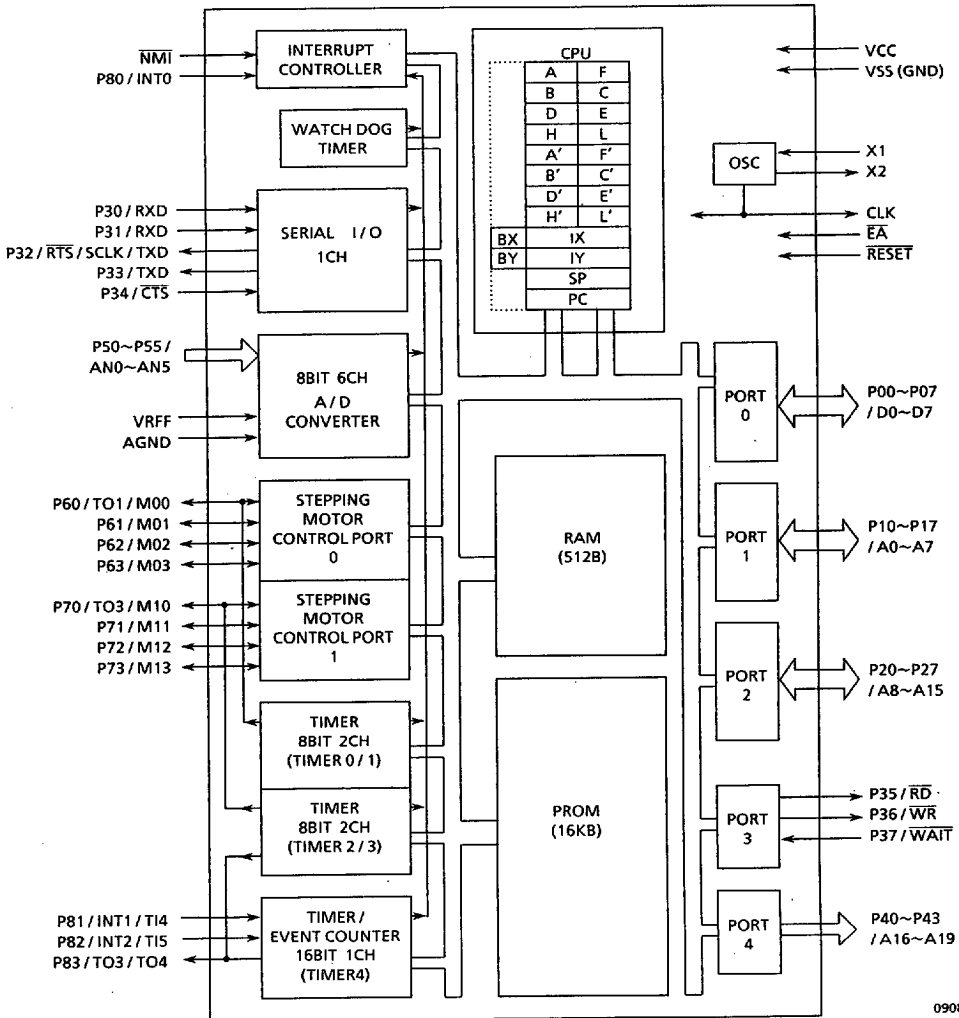 NMI
P80 / INT0
INTERRUPT
CONTROLLER
WATCH DOG
TIMER
P30 / RXD
P31 / RXD
P32 / RTS / SCLK / TXD
P33 / TXD
P34 / CTS
SERIAL I / O
1CH
P50~P55 /
AN0~AN5
VRFF
AGND
8BIT 6CH
A / D
CONVERTER
P60 / TO1 / M00
P61 / M01
P62 / M02
P63 / M03
STEPPING
MOTOR
CONTROL PORT
0
P70 / TO3 / M10
P71 / M11
P72 / M12
P73 / M13
STEPPING
MOTOR
CONTROL PORT
1
TIMER
8BIT 2CH
(TIMER 0 / 1)
TIMER
8BIT 2CH
(TIMER 2 / 3)
P81 / INT1 / TI4
P82 / INT2 / TI5
P83 / TO3 / TO4
TIMER /
EVENT COUNTER
16BIT 1CH
(TIMER4)
CPU
A F
B C
D E
H L
A' F'
B' C'
D' E'
H' L'
BX IX
BY IY
SP
PC
RAM
(512B)
PROM
(16KB)
VCC
VSS (GND)
OSC
X1
X2
CLK
EA
RESET
PORT
0
P00~P07
/ D0~D7
PORT
1
P10~P17
/ A0~A7
PORT
2
P20~P27
/ A8~A15
PORT
3
P35 / RD
P36 / WR
P37 / WAIT
PORT
4
P40~P43
/ A16~A19
0908